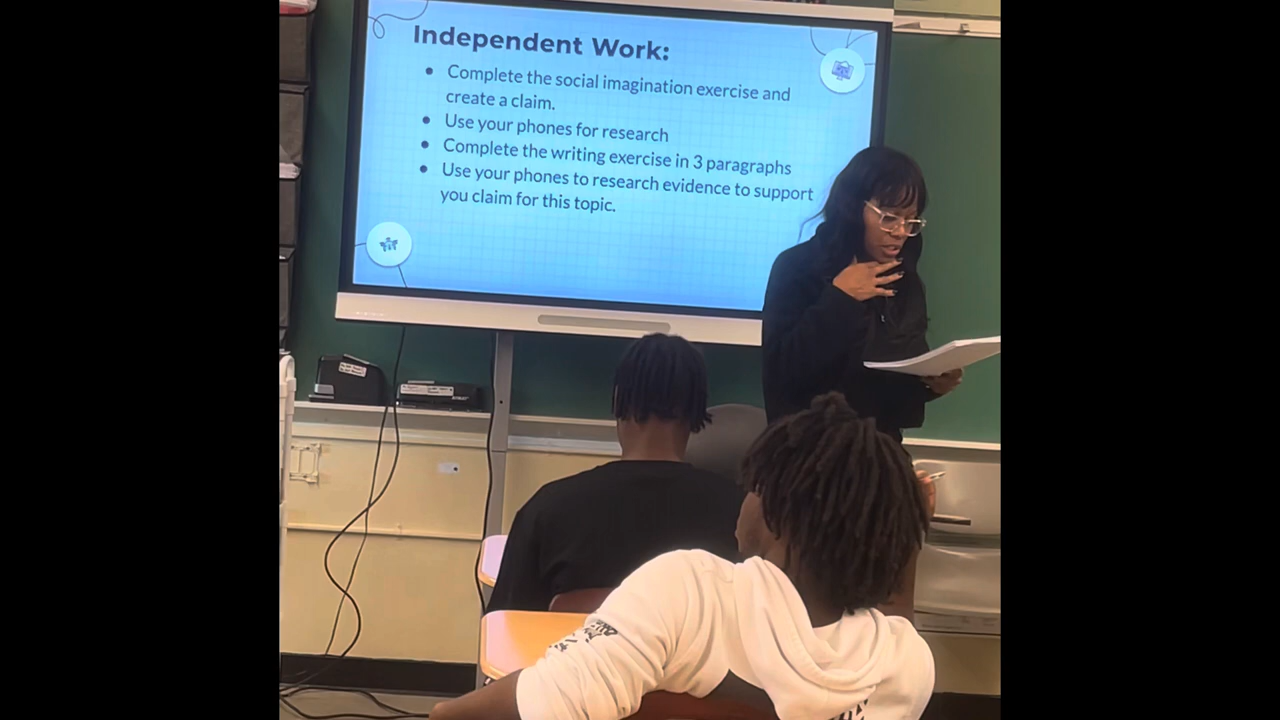 Independent Work:
Complete the social imagination exercise and
create a claim.
Use your phones for research
Complete the writing exercise in 3 paragraphs
Use your phones to research evidence to support
you claim for this topic.